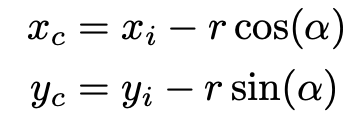 x_c = x_i − r cos(α)
y_c = y_i − r sin(α)